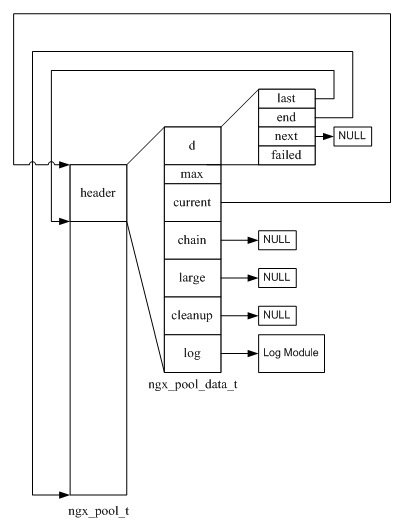 last
end
next
NULL
failed
d
max
header
current
chain
NULL
large
NULL
cleanup
NULL
log
Log Module
ngx_pool_data_t
ngx_pool_t